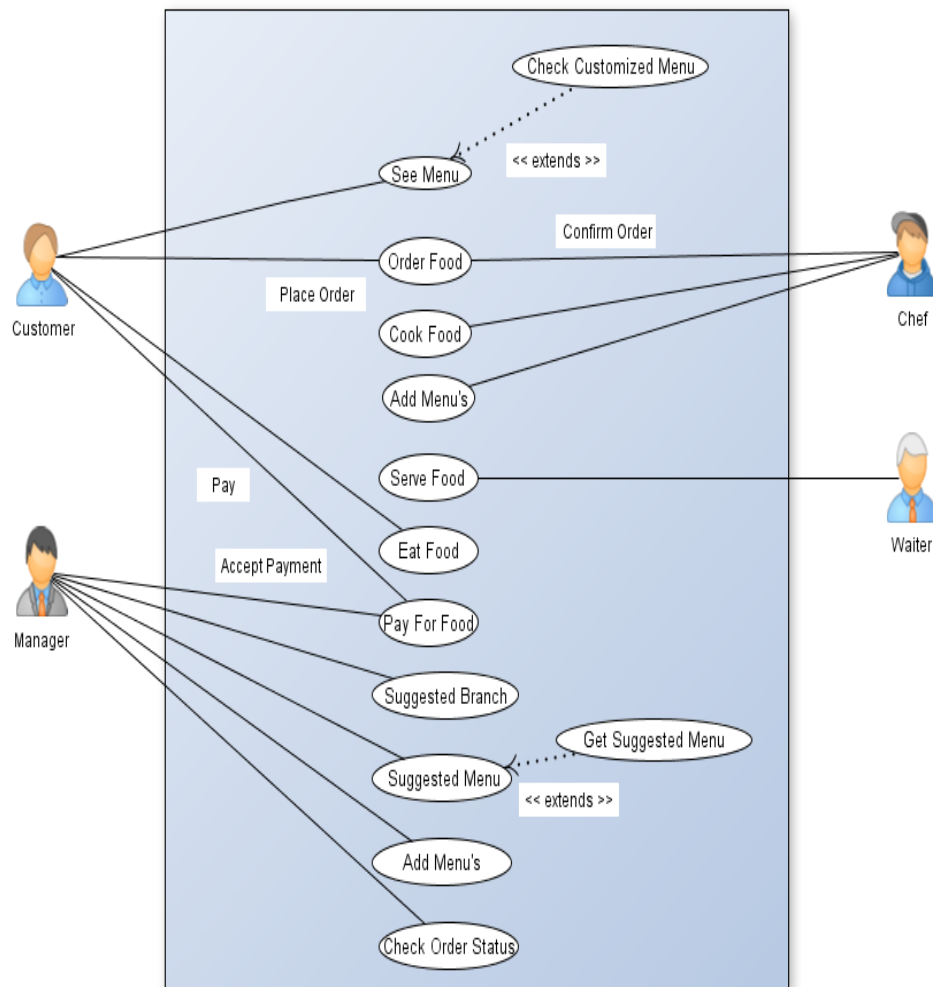 Check Customized Menu
<< extends >>
See Menu
Confirm Order
Order Food
Place Order
Customer
Chef
Cook Food
Add Menu's
Serve Food
Pay
Waiter
Eat Food
Accept Payment
Pay For Food
Manager
Suggested Branch
Get Suggested Menu
Suggested Menu
<< extends >>
Add Menu's
Check Order Status